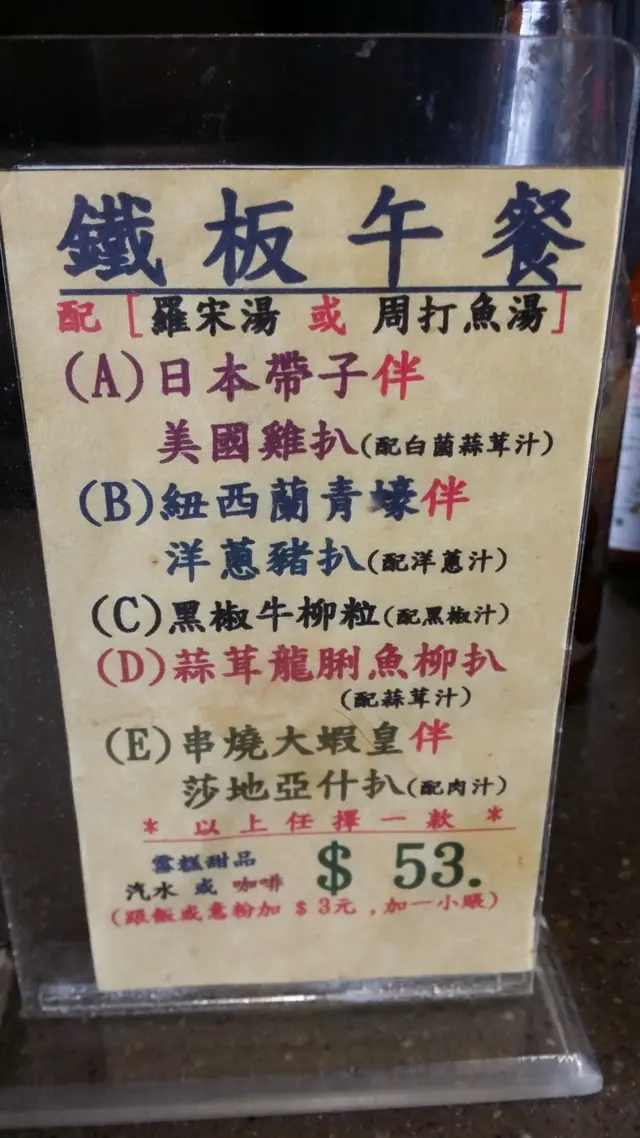 鐵板午餐
配[羅宋湯 或 周打魚湯]
(A)日本帶子伴
美國雞扒(配白菌蒜茸汁)
(B)紐西蘭青蠔伴
洋蔥豬扒(配洋蔥汁)
(C)黑椒牛柳粒(配黑椒汁)
(D)蒜茸龍脷魚柳扒
(配蒜茸汁)
(E)串燒大蝦皇伴
莎地亞什扒(配肉汁)
* 以上任擇一款 *
雪糕甜品
汽水 或 咖啡 $ 53.
(跟飯或意粉加 $3元,加一小賬)